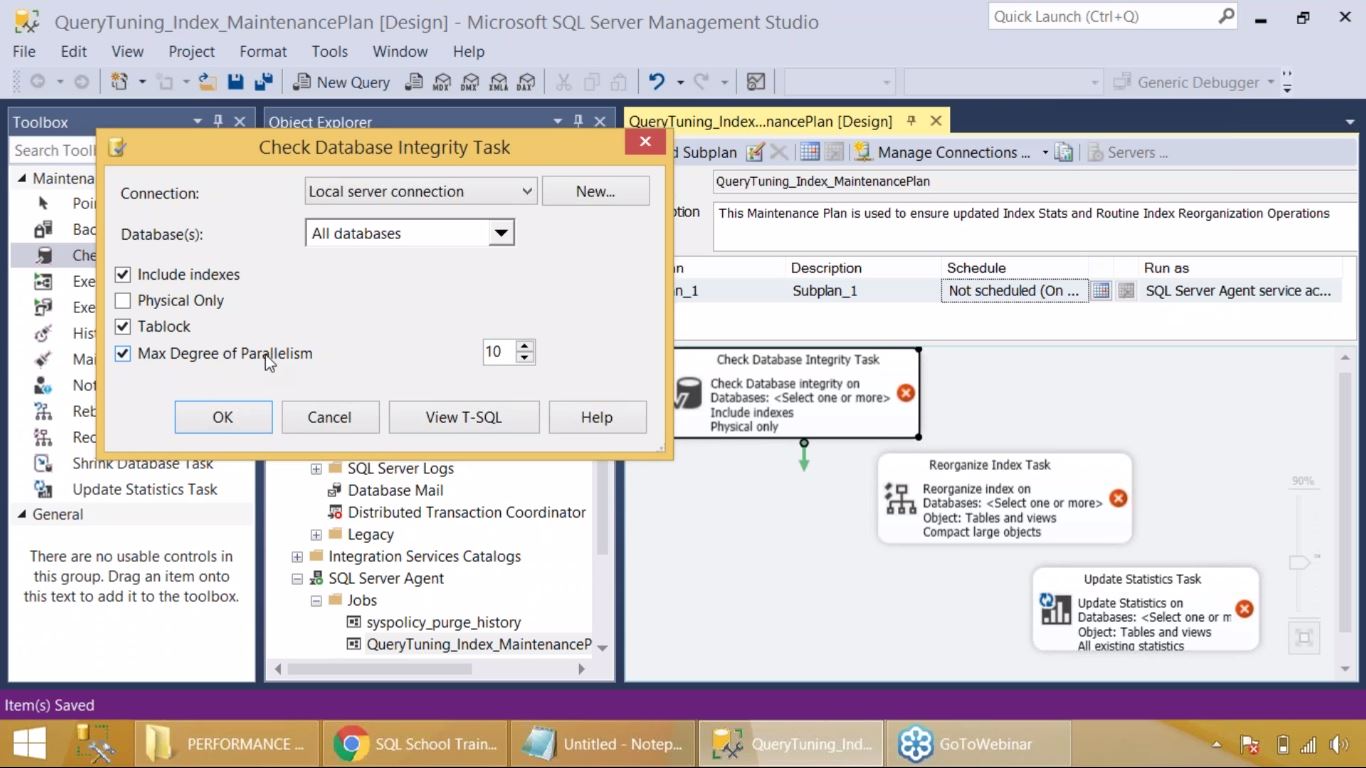 QueryTuning_Index_MaintenancePlan [Design] - Microsoft SQL Server Management Studio
Quick Launch (Ctrl+Q)
File Edit View Project Format Tools Window Help
New Query
MDX DMX XMLA DAX
Generic Debugger
Toolbox
Object Explorer
QueryTuning_Index...nancePlan [Design]
Search Toolb
Check Database Integrity Task
d Subplan
Manage Connections ...
Servers ...
Maintena
Poi
Bac
Che
Exe
Exe
Hist
Mai
Not
Reb
Reo
Shrink Database Task
Update Statistics Task
General
There are no usable controls in
this group. Drag an item onto
this text to add it to the toolbox.
Connection:
Local server connection
New...
Database(s):
All databases
Include indexes
Physical Only
Tablock
Max Degree of Parallelism
10
OK
Cancel
View T-SQL
Help
SQL Server Logs
Database Mail
Distributed Transaction Coordinator
Legacy
Integration Services Catalogs
SQL Server Agent
Jobs
syspolicy_purge_history
QueryTuning_Index_MaintenanceP
QueryTuning_Index_MaintenancePlan
ption
This Maintenance Plan is used to ensure updated Index Stats and Routine Index Reorganization Operations
n
Description
Schedule
Run as
n_1
Subplan_1
Not scheduled (On ...
SQL Server Agent service ac...
Check Database Integrity Task
Check Database integrity on
Databases: <Select one or more>
Include indexes
Physical only
Reorganize Index Task
Reorganize index on
Databases: <Select one or more>
Object: Tables and views
Compact large objects
Update Statistics Task
Update Statistics on
Databases: <Select one or m
Object: Tables and views
All existing statistics
90%
Item(s) Saved
PERFORMANCE ...
SQL School Train...
Untitled - Notep...
QueryTuning_Ind...
GoToWebinar